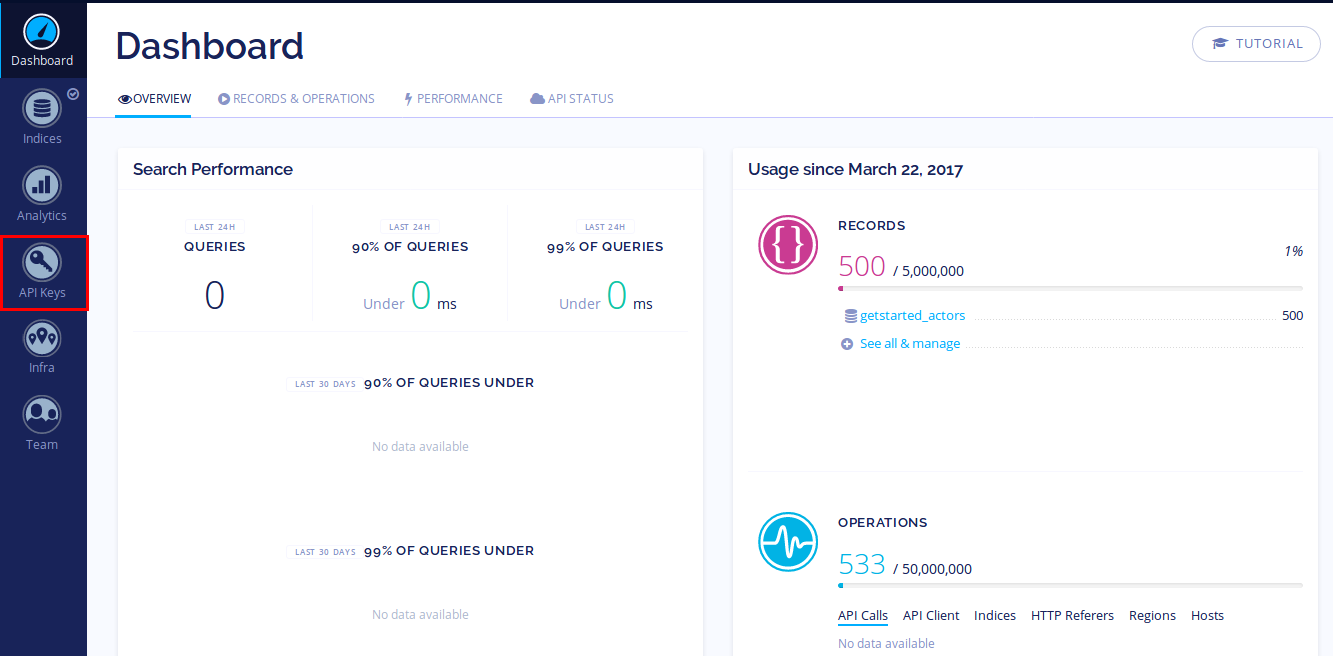 Dashboard
Indices
Analytics
API Keys
Infra
Team
Dashboard
TUTORIAL
OVERVIEW RECORDS & OPERATIONS PERFORMANCE API STATUS
Search Performance
LAST 24H LAST 24H LAST 24H
QUERIES 90% OF QUERIES 99% OF QUERIES
0 Under 0 ms Under 0 ms
LAST 30 DAYS 90% OF QUERIES UNDER
No data available
LAST 30 DAYS 99% OF QUERIES UNDER
No data available
Usage since March 22, 2017
RECORDS
1%
500 / 5,000,000
getstarted_actors 500
See all & manage
OPERATIONS
533 / 50,000,000
API Calls API Client Indices HTTP Referers Regions Hosts
No data available